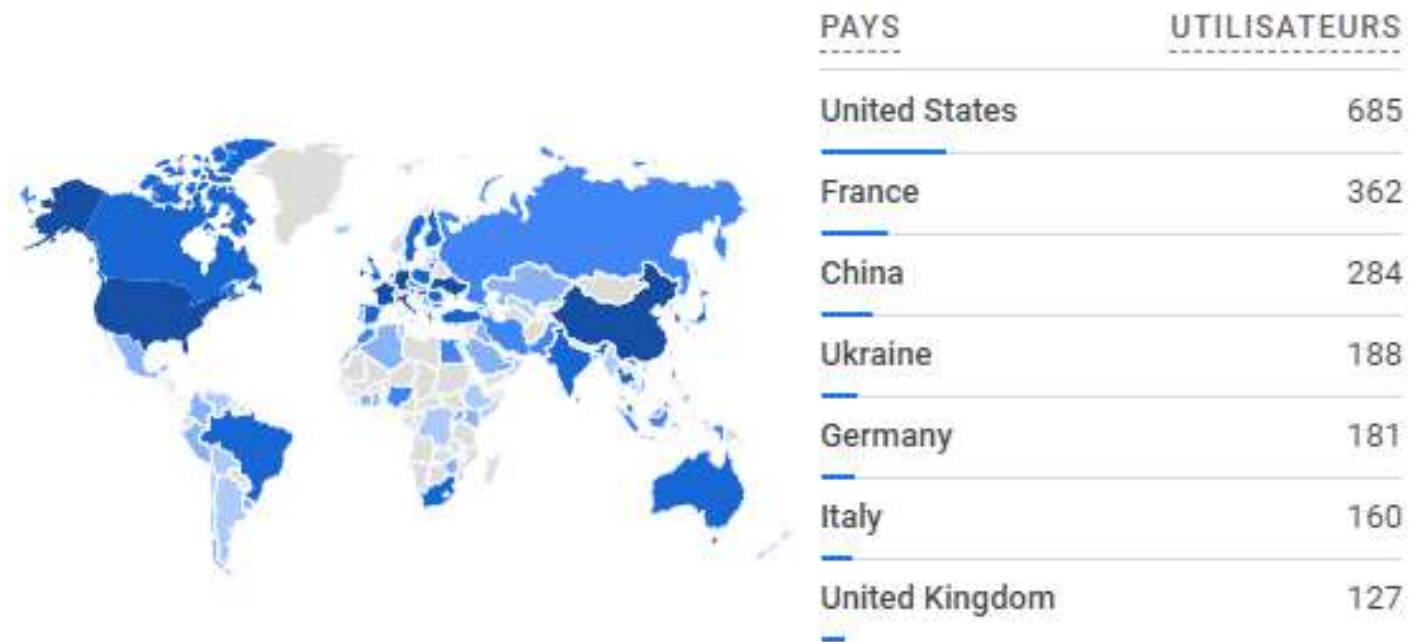 PAYS UTILISATEURS
United States 685
France 362
China 284
Ukraine 188
Germany 181
Italy 160
United Kingdom 127